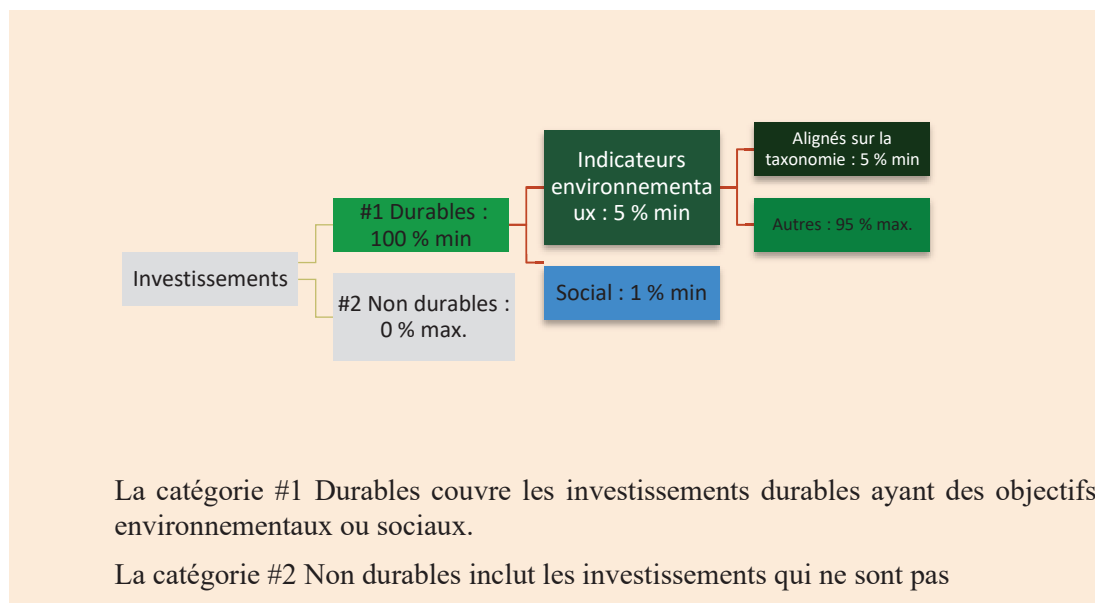 Investissements
#1 Durables :
100 % min
#2 Non durables :
0 % max.
Indicateurs
environnementa
ux : 5 % min
Social : 1 % min
Alignés sur la
taxonomie : 5 % min
Autres : 95 % max.
La catégorie #1 Durables couvre les investissements durables ayant des objectifs
environnementaux ou sociaux.
La catégorie #2 Non durables inclut les investissements qui ne sont pas